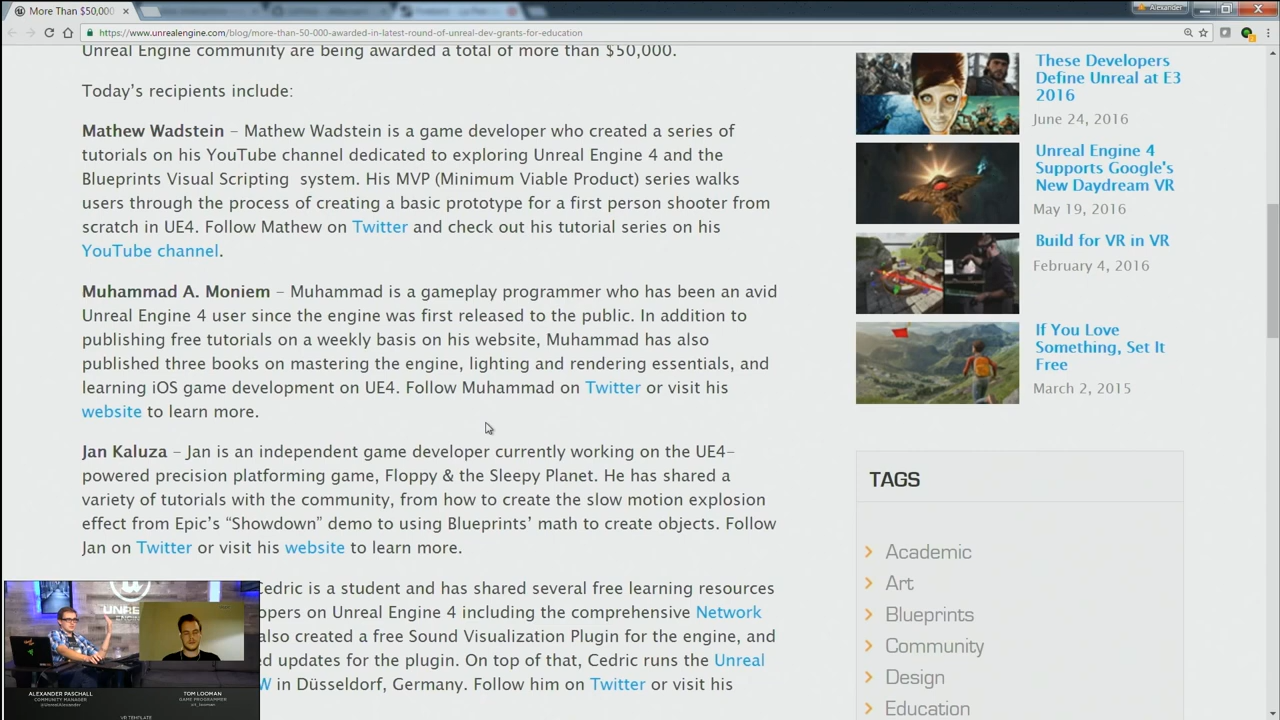 More Than $50,000
Alexander
https://www.unrealengine.com/blog/more-than-50-000-awarded-in-latest-round-of-unreal-dev-grants-for-education
Unreal Engine community are being awarded a total of more than $50,000.
Today's recipients include:
Mathew Wadstein – Mathew Wadstein is a game developer who created a series of
tutorials on his YouTube channel dedicated to exploring Unreal Engine 4 and the
Blueprints Visual Scripting system. His MVP (Minimum Viable Product) series walks
users through the process of creating a basic prototype for a first person shooter from
scratch in UE4. Follow Mathew on Twitter and check out his tutorial series on his
YouTube channel.
Muhammad A. Moniem – Muhammad is a gameplay programmer who has been an avid
Unreal Engine 4 user since the engine was first released to the public. In addition to
publishing free tutorials on a weekly basis on his website, Muhammad has also
published three books on mastering the engine, lighting and rendering essentials, and
learning iOS game development on UE4. Follow Muhammad on Twitter or visit his
website to learn more.
Jan Kaluza – Jan is an independent game developer currently working on the UE4-
powered precision platforming game, Floppy & the Sleepy Planet. He has shared a
variety of tutorials with the community, from how to create the slow motion explosion
effect from Epic's “Showdown” demo to using Blueprints' math to create objects. Follow
Jan on Twitter or visit his website to learn more.
Cedric is a student and has shared several free learning resources
opers on Unreal Engine 4 including the comprehensive Network
also created a free Sound Visualization Plugin for the engine, and
ed updates for the plugin. On top of that, Cedric runs the Unreal
W in Düsseldorf, Germany. Follow him on Twitter or visit his
These Developers
Define Unreal at E3
2016
June 24, 2016
Unreal Engine 4
Supports Google's
New Daydream VR
May 19, 2016
Build for VR in VR
February 4, 2016
If You Love
Something, Set It
Free
March 2, 2015
TAGS
Academic
Art
Blueprints
Community
Design
Education
UNREAL
ALEXANDER PASCHALL
COMMUNITY MANAGER
@UnrealAlexander
TOM LOOMAN
GAME PROGRAMMER
@t_looman
VR TEMPLATE